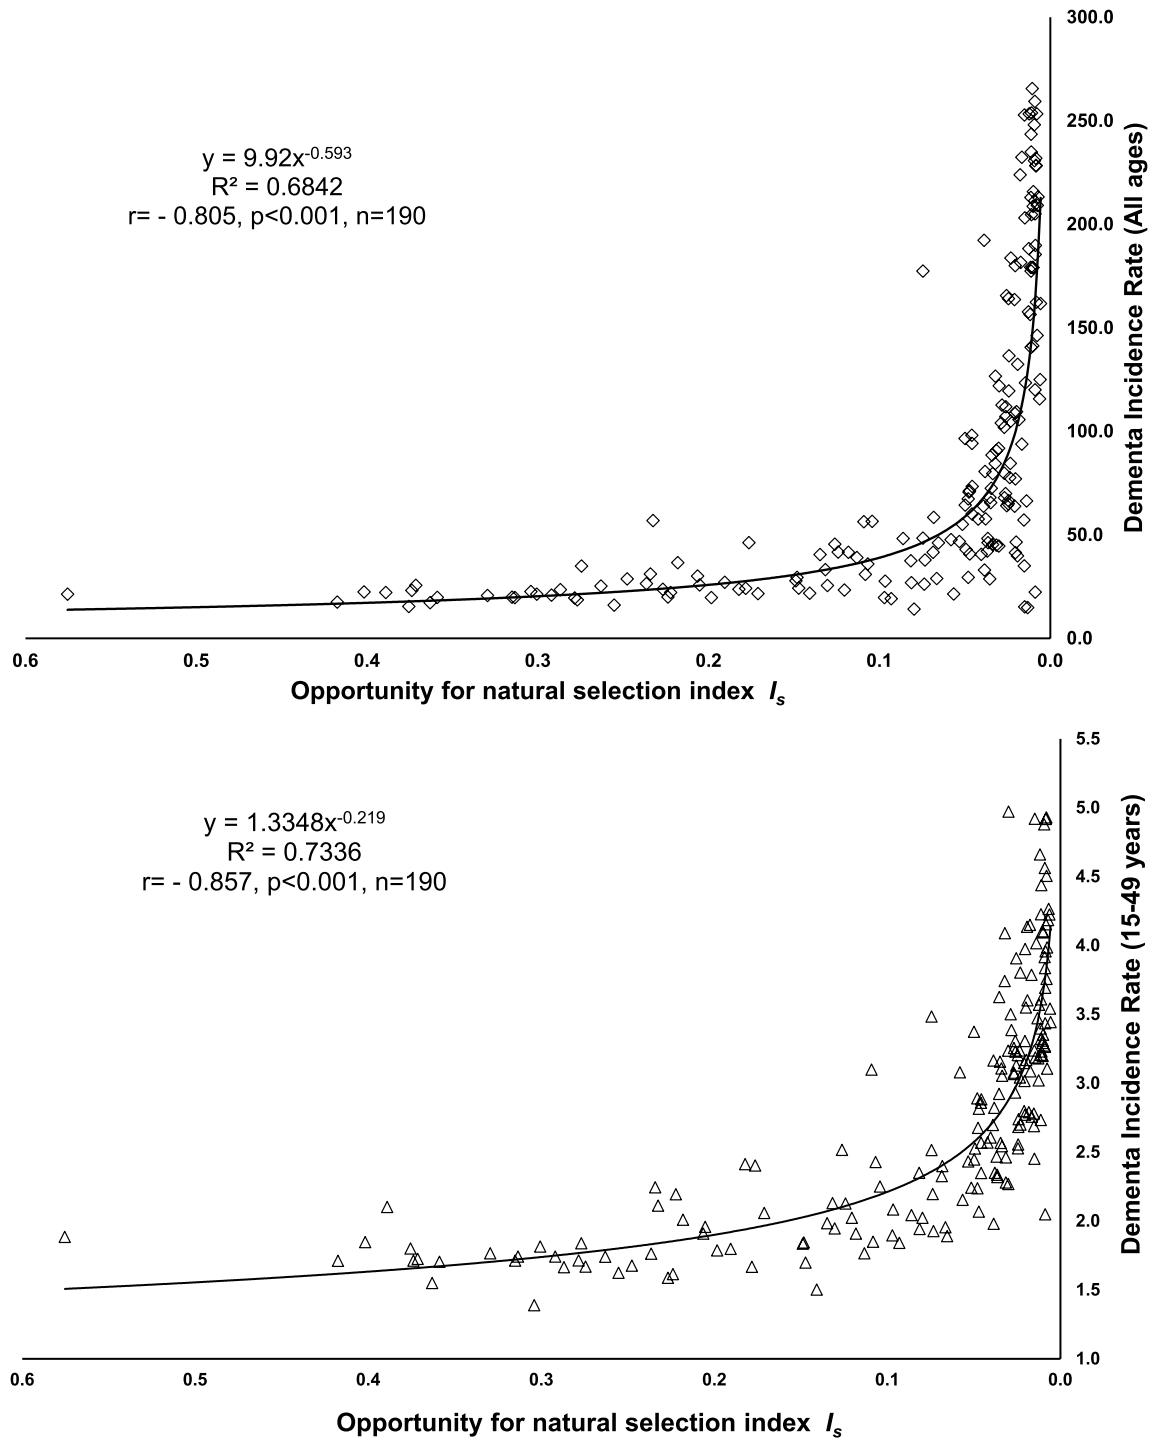 300.0
250.0
200.0
150.0
100.0
50.0
0.0
Dementa Incidence Rate (All ages)
y = 9.92x-0.593
R² = 0.6842
r= - 0.805, p<0.001, n=190
0.6 0.5 0.4 0.3 0.2 0.1 0.0
Opportunity for natural selection index Is
5.5
5.0
4.5
4.0
3.5
3.0
2.5
2.0
1.5
1.0
Dementa Incidence Rate (15-49 years)
y = 1.3348x-0.219
R² = 0.7336
r= - 0.857, p<0.001, n=190
0.6 0.5 0.4 0.3 0.2 0.1 0.0
Opportunity for natural selection index Is